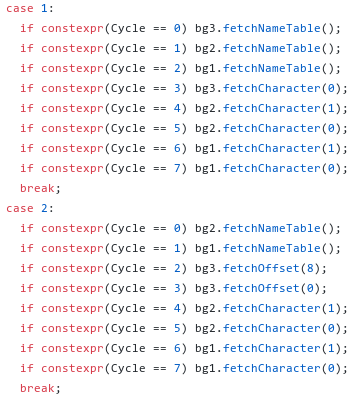 case 1:
if constexpr(Cycle == 0) bg3.fetchNameTable();
if constexpr(Cycle == 1) bg2.fetchNameTable();
if constexpr(Cycle == 2) bg1.fetchNameTable();
if constexpr(Cycle == 3) bg3.fetchCharacter(0);
if constexpr(Cycle == 4) bg2.fetchCharacter(1);
if constexpr(Cycle == 5) bg2.fetchCharacter(0);
if constexpr(Cycle == 6) bg1.fetchCharacter(1);
if constexpr(Cycle == 7) bg1.fetchCharacter(0);
break;
case 2:
if constexpr(Cycle == 0) bg2.fetchNameTable();
if constexpr(Cycle == 1) bg1.fetchNameTable();
if constexpr(Cycle == 2) bg3.fetchOffset(8);
if constexpr(Cycle == 3) bg3.fetchOffset(0);
if constexpr(Cycle == 4) bg2.fetchCharacter(1);
if constexpr(Cycle == 5) bg2.fetchCharacter(0);
if constexpr(Cycle == 6) bg1.fetchCharacter(1);
if constexpr(Cycle == 7) bg1.fetchCharacter(0);
break;